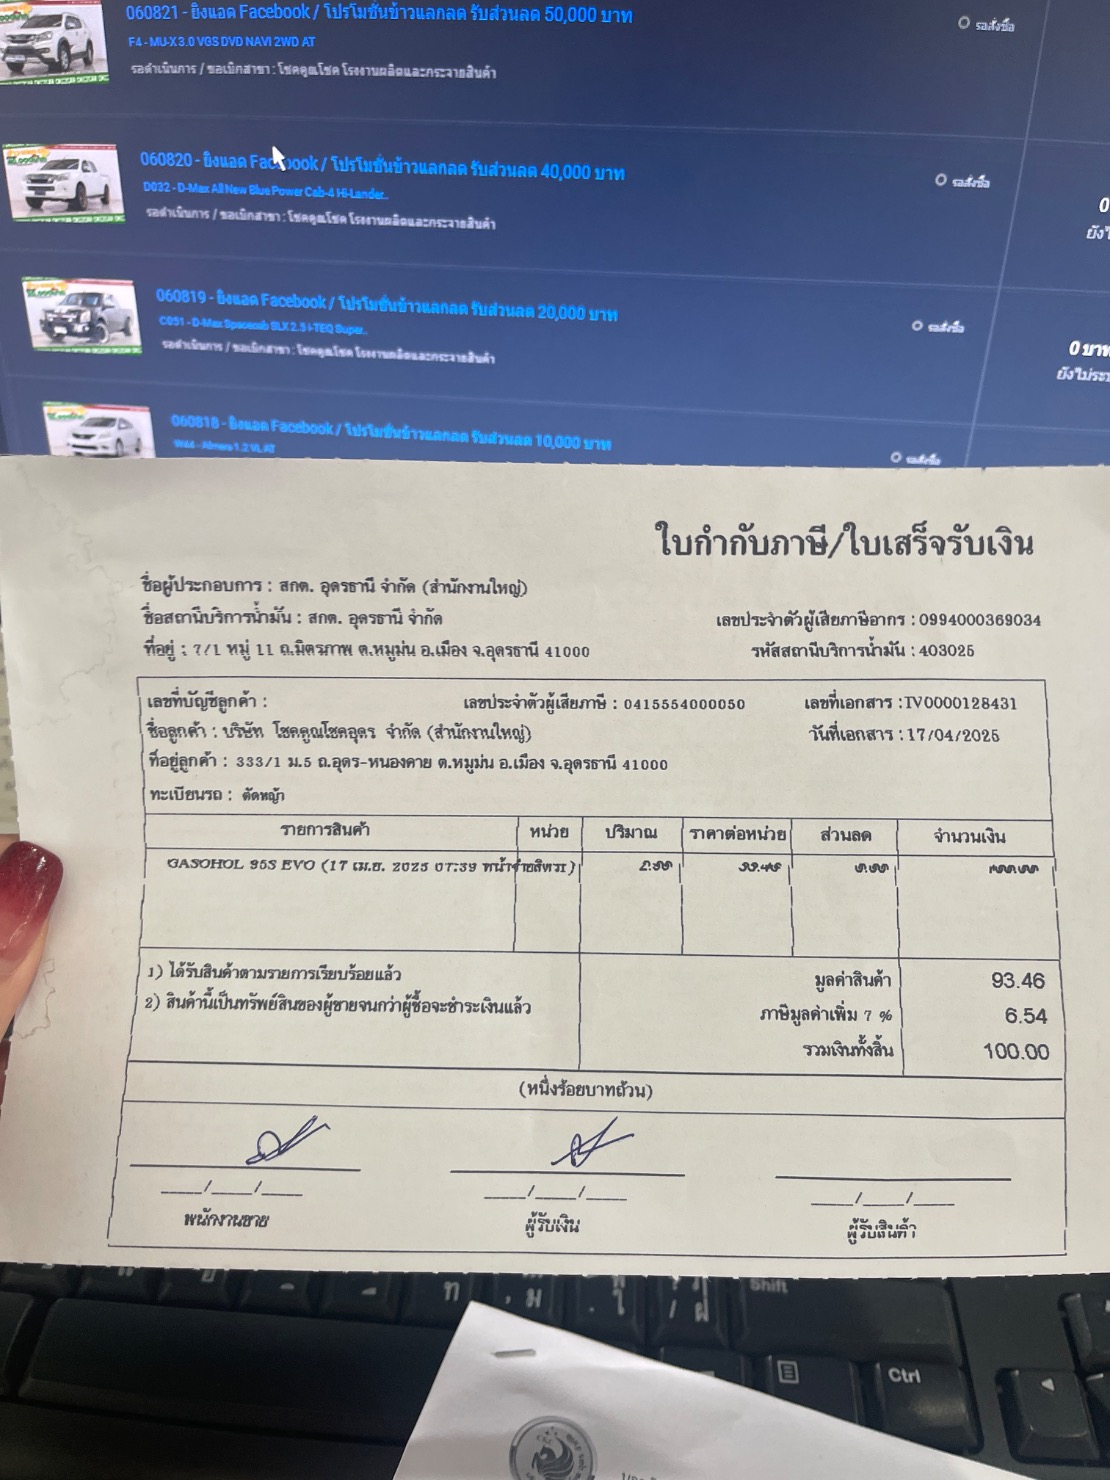 060821 - ยิงแอด Facebook / โปรโมชั่นข้าวแลกลด รับส่วนลด 50,000 บาท
F4 - MU-X 3.0 VGS DVD NAVI 2WD AT
รอสั่งซื้อ
รอดำเนินการ / ขอเบิกสาขา : โชคคูณโชค โรงงานผลิตและกระจายสินค้า
060820 - ยิงแอด Facebook / โปรโมชั่นข้าวแลกลด รับส่วนลด 40,000 บาท
D032 - D-Max All New Blue Power Cab-4 Hi-Lander..
รอสั่งซื้อ
รอดำเนินการ / ขอเบิกสาขา : โชคคูณโชค โรงงานผลิตและกระจายสินค้า
060819 - ยิงแอด Facebook / โปรโมชั่นข้าวแลกลด รับส่วนลด 20,000 บาท
C051 - D-Max Spacecab SLX 2.5 i-TEQ Super..
รอสั่งซื้อ
รอดำเนินการ / ขอเบิกสาขา : โชคคูณโชค โรงงานผลิตและกระจายสินค้า
0 บาท
060818 - ยิงแอด Facebook / โปรโมชั่นข้าวแลกลด รับส่วนลด 10,000 บาท
W44 - Almera 1.2 VL AT
รอสั่งซื้อ
ใบกำกับภาษี/ใบเสร็จรับเงิน
ชื่อผู้ประกอบการ : สกต. อุดรธานี จำกัด (สำนักงานใหญ่)
ชื่อสถานีบริการน้ำมัน : สกต. อุดรธานี จำกัด เลขประจำตัวผู้เสียภาษีอากร : 0994000369034
ที่อยู่ : 7/1 หมู่ 11 ถ.มิตรภาพ ต.หมูม่น อ.เมือง จ.อุดรธานี 41000 รหัสสถานีบริการน้ำมัน : 403025
เลขที่บัญชีลูกค้า : เลขประจำตัวผู้เสียภาษี : 0415554000050 เลขที่เอกสาร :TV0000128431
ชื่อลูกค้า : บริษัท โชคคูณโชคอุดร จำกัด (สำนักงานใหญ่) วันที่เอกสาร : 17/04/2025
ที่อยู่ลูกค้า : 333/1 ม.5 ถ.อุดร-หนองคาย ต.หมูม่น อ.เมือง จ.อุดรธานี 41000
ทะเบียนรถ : ตัดหญ้า
รายการสินค้า หน่วย ปริมาณ ราคาต่อหน่วย ส่วนลด จำนวนเงิน
GASOHOL 95S EVO (17 เม.ย. 2025 07:39
1) ได้รับสินค้าตามรายการเรียบร้อยแล้ว มูลค่าสินค้า 93.46
2) สินค้านี้เป็นทรัพย์สินของผู้ขายจนกว่าผู้ซื้อจะชำระเงินแล้ว ภาษีมูลค่าเพิ่ม 7 % 6.54
รวมเงินทั้งสิ้น 100.00
(หนึ่งร้อยบาทถ้วน)
____/____/____ ____/____/____ ____/____/____
พนักงานขาย ผู้รับเงิน ผู้รับสินค้า
Shift
Ctrl